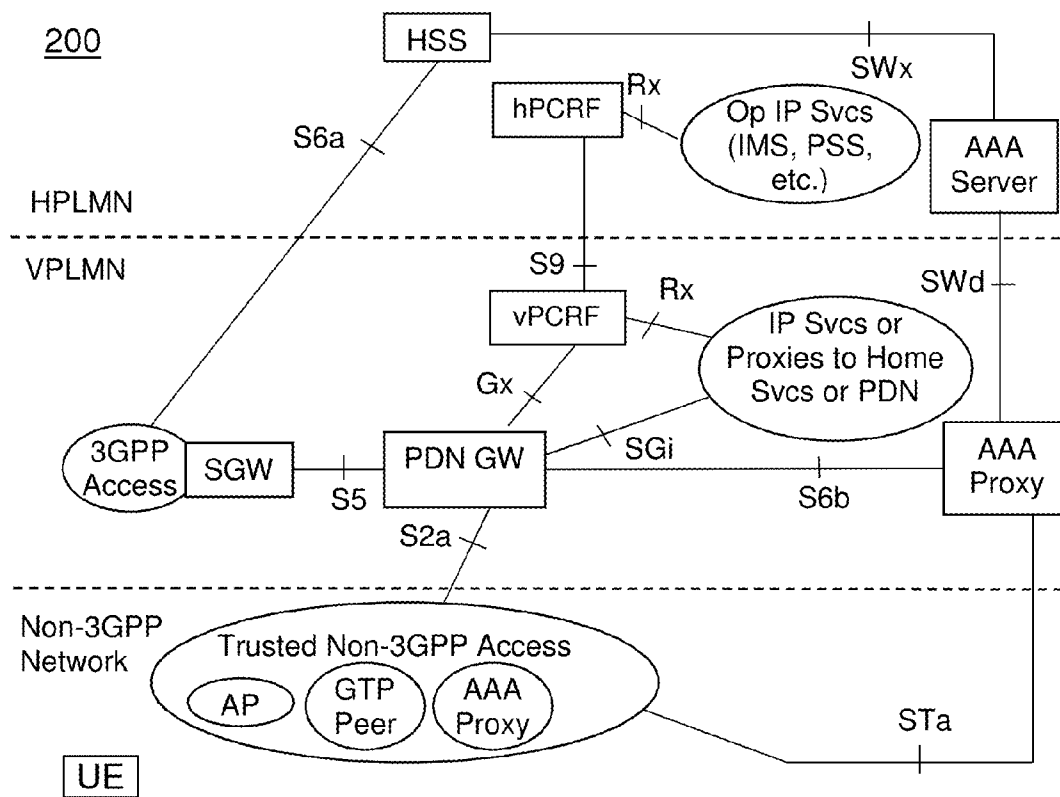 200
HSS
SWx
hPCRF
Rx
Op IP Svcs
(IMS, PSS,
etc.)
AAA
Server
S6a
HPLMN
VPLMN
S9
vPCRF
Rx
SWd
IP Svcs or
Proxies to Home
Svcs or PDN
Gx
3GPP
Access
SGW
S5
PDN GW
SGi
S6b
AAA
Proxy
S2a
Non-3GPP
Network
Trusted Non-3GPP Access
AP
GTP
Peer
AAA
Proxy
STa
UE